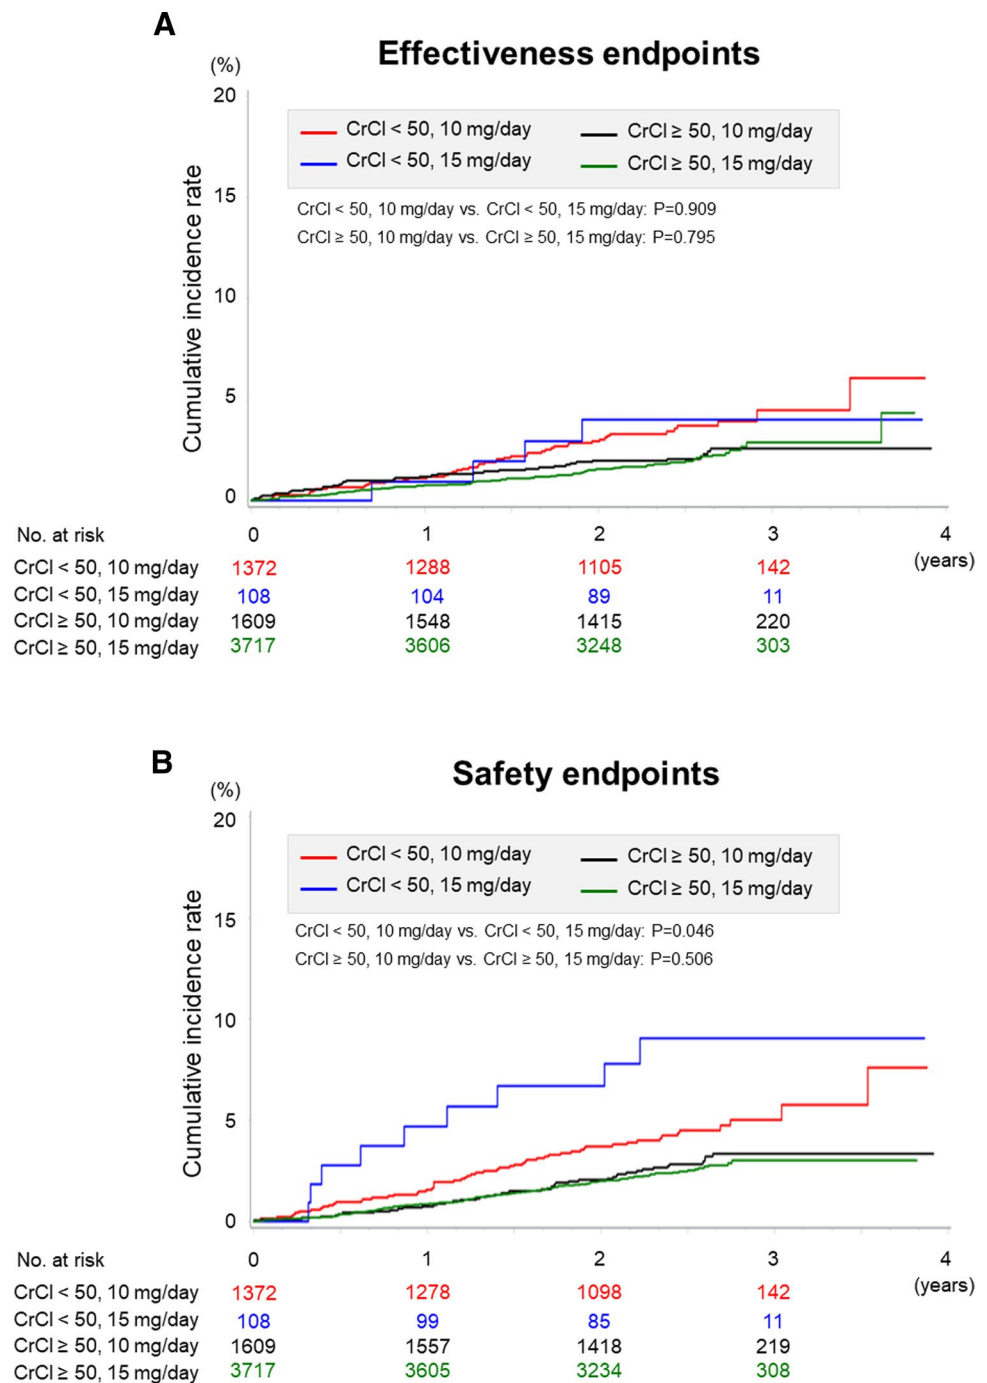 A
Effectiveness endpoints
(%)
20
15
10
5
0
Cumulative incidence rate
CrCl < 50, 10 mg/day CrCl ≥ 50, 10 mg/day
CrCl < 50, 15 mg/day CrCl ≥ 50, 15 mg/day
CrCl < 50, 10 mg/day vs. CrCl < 50, 15 mg/day: P=0.909
CrCl ≥ 50, 10 mg/day vs. CrCl ≥ 50, 15 mg/day: P=0.795
No. at risk 0 1 2 3 4
(years)
CrCl < 50, 10 mg/day 1372 1288 1105 142
CrCl < 50, 15 mg/day 108 104 89 11
CrCl ≥ 50, 10 mg/day 1609 1548 1415 220
CrCl ≥ 50, 15 mg/day 3717 3606 3248 303
B
Safety endpoints
(%)
20
15
10
5
0
Cumulative incidence rate
CrCl < 50, 10 mg/day CrCl ≥ 50, 10 mg/day
CrCl < 50, 15 mg/day CrCl ≥ 50, 15 mg/day
CrCl < 50, 10 mg/day vs. CrCl < 50, 15 mg/day: P=0.046
CrCl ≥ 50, 10 mg/day vs. CrCl ≥ 50, 15 mg/day: P=0.506
No. at risk 0 1 2 3 4
(years)
CrCl < 50, 10 mg/day 1372 1278 1098 142
CrCl < 50, 15 mg/day 108 99 85 11
CrCl ≥ 50, 10 mg/day 1609 1557 1418 219
CrCl ≥ 50, 15 mg/day 3717 3605 3234 308